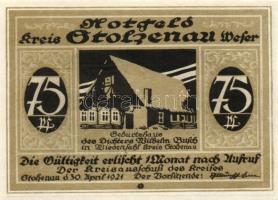 Notgeld
Kreis Stolzenau Weser
75 Pf. 75 Pf.
Geburtshaus
des Dichters Wilhelm Busch
in Wiedensahl Kreis Stolzenau
Die Gültigkeit erlischt 1 Monat nach Aufruf
Der Kreisausschuß des Kreises
Stolzenau d 30. April 1921 Der Vorsitzende: